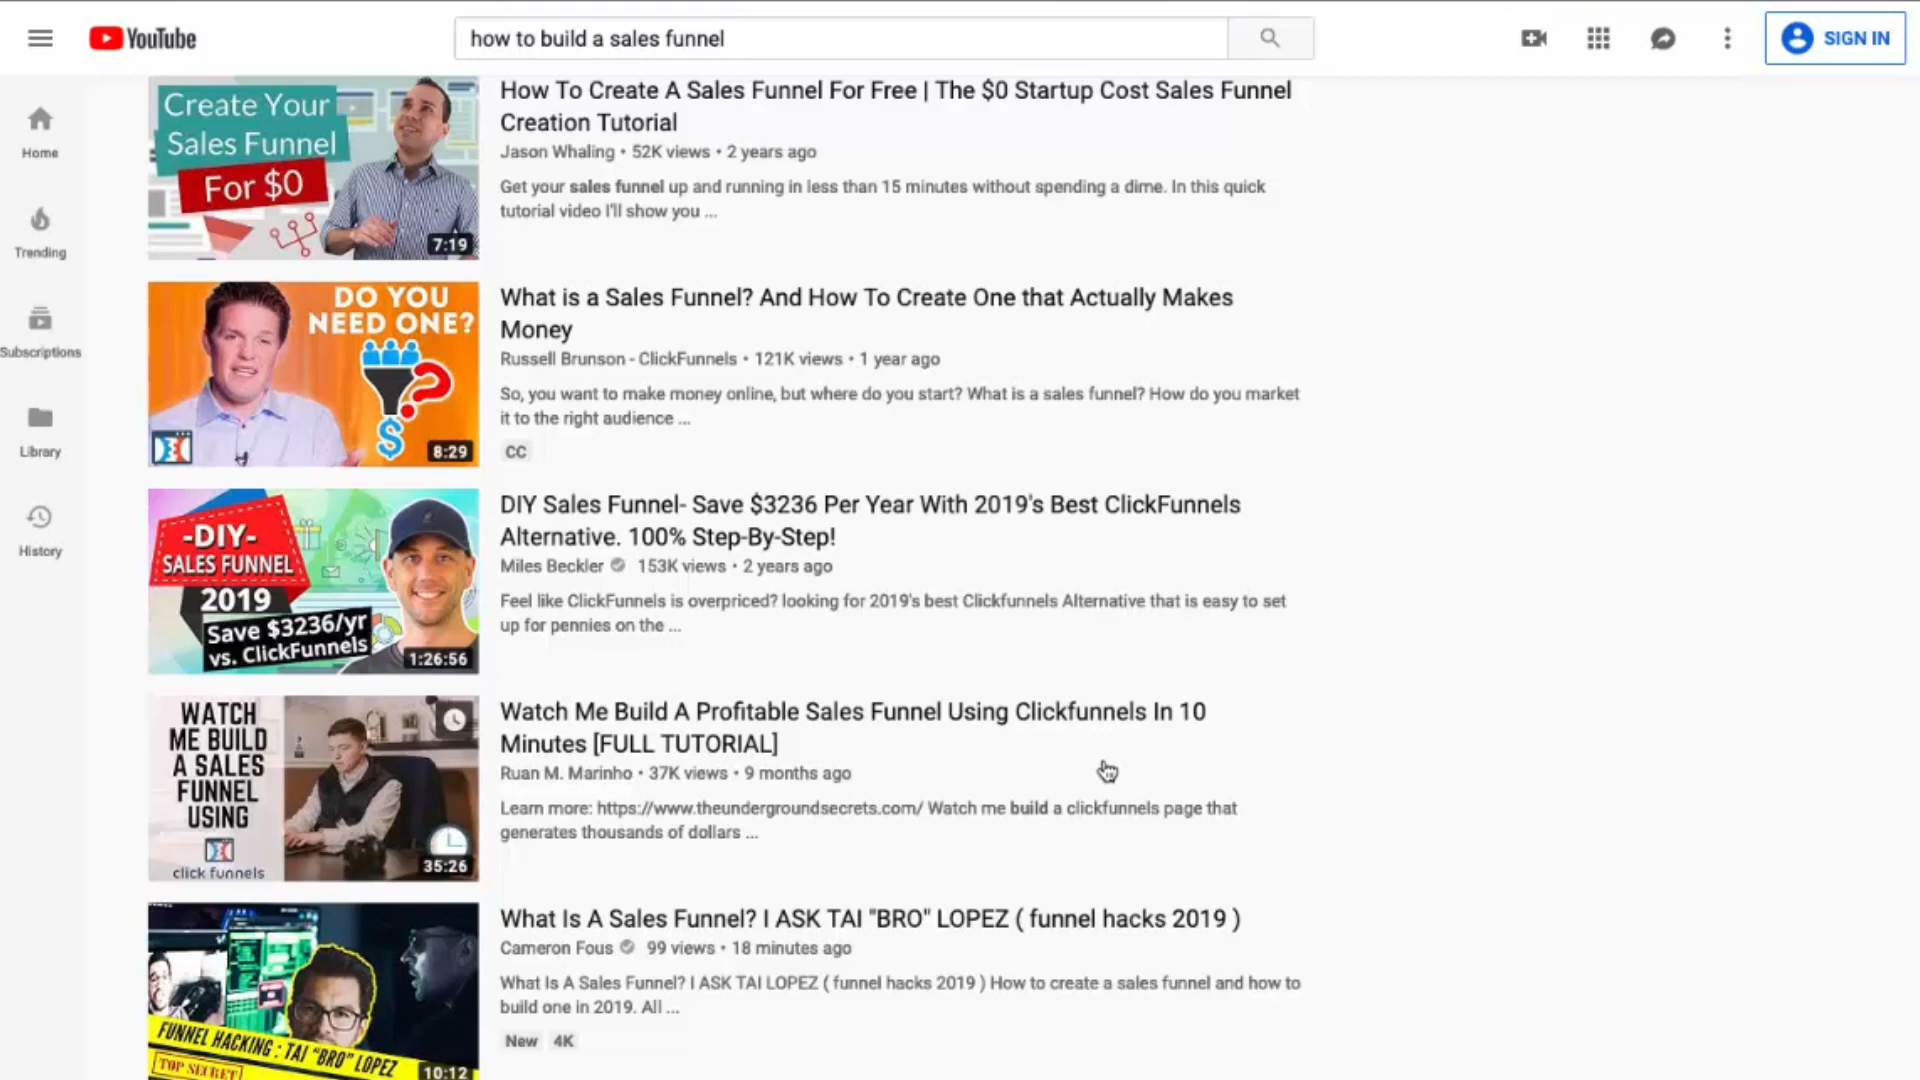 YouTube
how to build a sales funnel
SIGN IN
Home
Trending
Subscriptions
Library
History
Create Your
Sales Funnel
For $0
7:19
How To Create A Sales Funnel For Free | The $0 Startup Cost Sales Funnel
Creation Tutorial
Jason Whaling • 52K views • 2 years ago
Get your sales funnel up and running in less than 15 minutes without spending a dime. In this quick
tutorial video I'll show you ...
DO YOU
NEED ONE?
8:29
What is a Sales Funnel? And How To Create One that Actually Makes
Money
Russell Brunson - ClickFunnels • 121K views • 1 year ago
So, you want to make money online, but where do you start? What is a sales funnel? How do you market
it to the right audience ...
CC
-DIY-
SALES FUNNEL
2019
Save $3236/yr
vs. ClickFunnels
1:26:56
DIY Sales Funnel- Save $3236 Per Year With 2019's Best ClickFunnels
Alternative. 100% Step-By-Step!
Miles Beckler 153K views • 2 years ago
Feel like ClickFunnels is overpriced? looking for 2019's best Clickfunnels Alternative that is easy to set
up for pennies on the ...
WATCH
ME BUILD
A SALES
FUNNEL
USING
click funnels
35:26
Watch Me Build A Profitable Sales Funnel Using Clickfunnels In 10
Minutes [FULL TUTORIAL]
Ruan M. Marinho • 37K views • 9 months ago
Learn more: https://www.theundergroundsecrets.com/ Watch me build a clickfunnels page that
generates thousands of dollars ...
FUNNEL HACKING : TAI "BRO" LOPEZ
TOP SECRET
10:12
What Is A Sales Funnel? I ASK TAI "BRO" LOPEZ ( funnel hacks 2019 )
Cameron Fous 99 views • 18 minutes ago
What Is A Sales Funnel? I ASK TAI LOPEZ ( funnel hacks 2019 ) How to create a sales funnel and how to
build one in 2019. All ...
New 4K